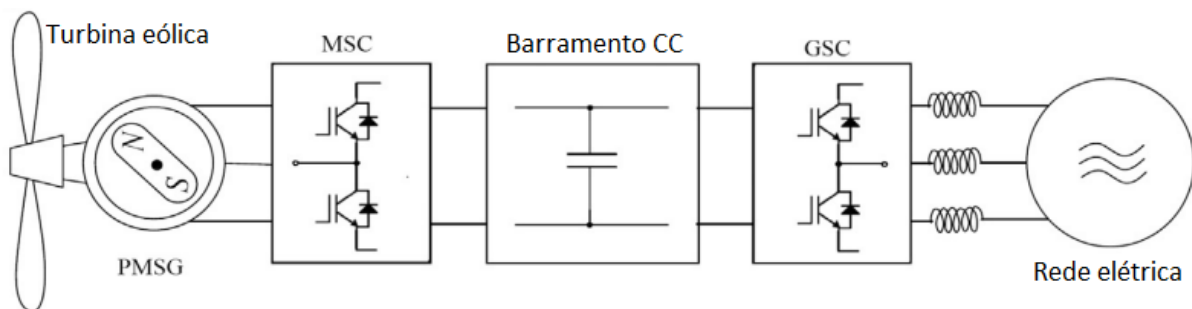 Turbina eólica
MSC
Barramento CC
GSC
N
S
PMSG
Rede elétrica